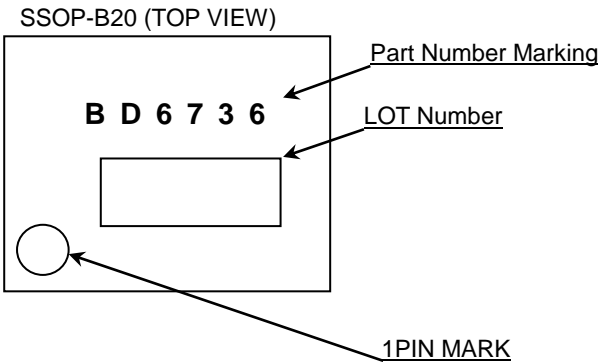 SSOP-B20 (TOP VIEW)
Part Number Marking
B D 6 7 3 6
LOT Number
1PIN MARK